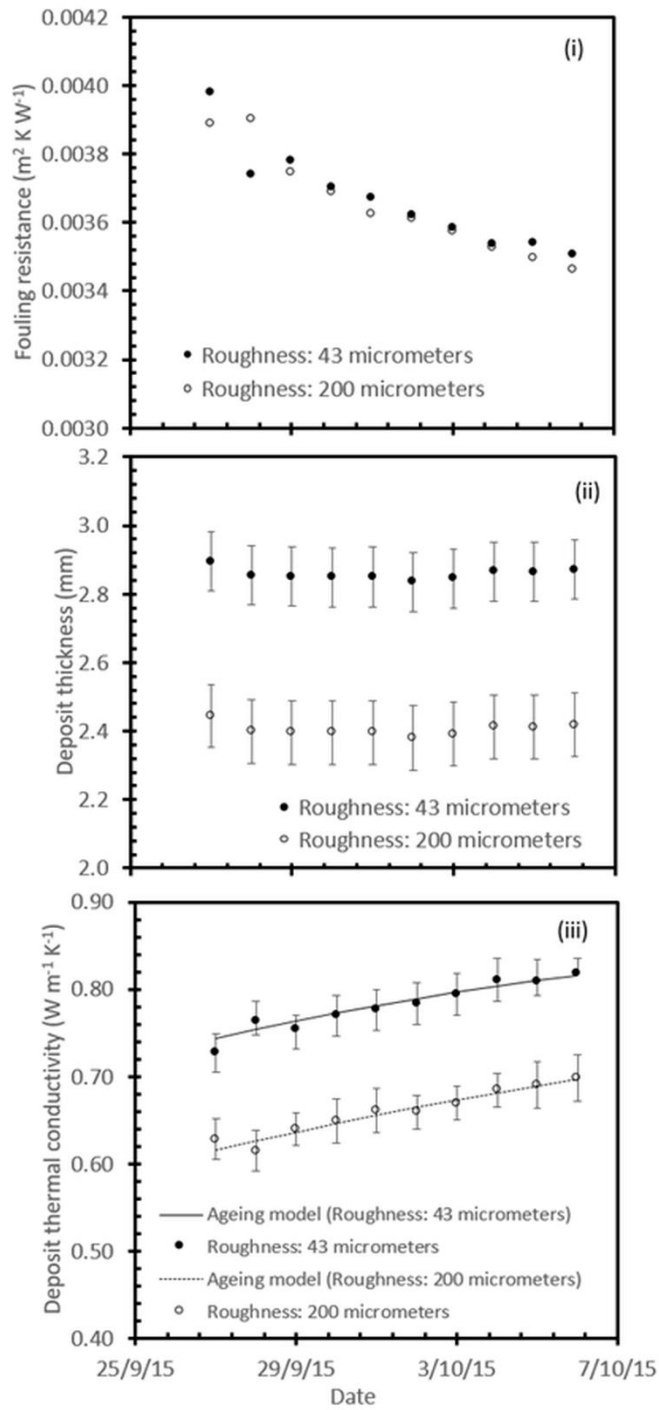 0.0042
(i)
0.0040
0.0038
0.0036
0.0034
0.0032
0.0030
Fouling resistance (m² K W⁻¹)
Roughness: 43 micrometers
Roughness: 200 micrometers
3.2
(ii)
3.0
2.8
2.6
2.4
2.2
2.0
Deposit thickness (mm)
Roughness: 43 micrometers
Roughness: 200 micrometers
0.90
(iii)
0.80
0.70
0.60
0.50
0.40
Deposit thermal conductivity (W m⁻¹ K⁻¹)
Ageing model (Roughness: 43 micrometers)
Roughness: 43 micrometers
Ageing model (Roughness: 200 micrometers)
Roughness: 200 micrometers
25/9/15 29/9/15 3/10/15 7/10/15
Date